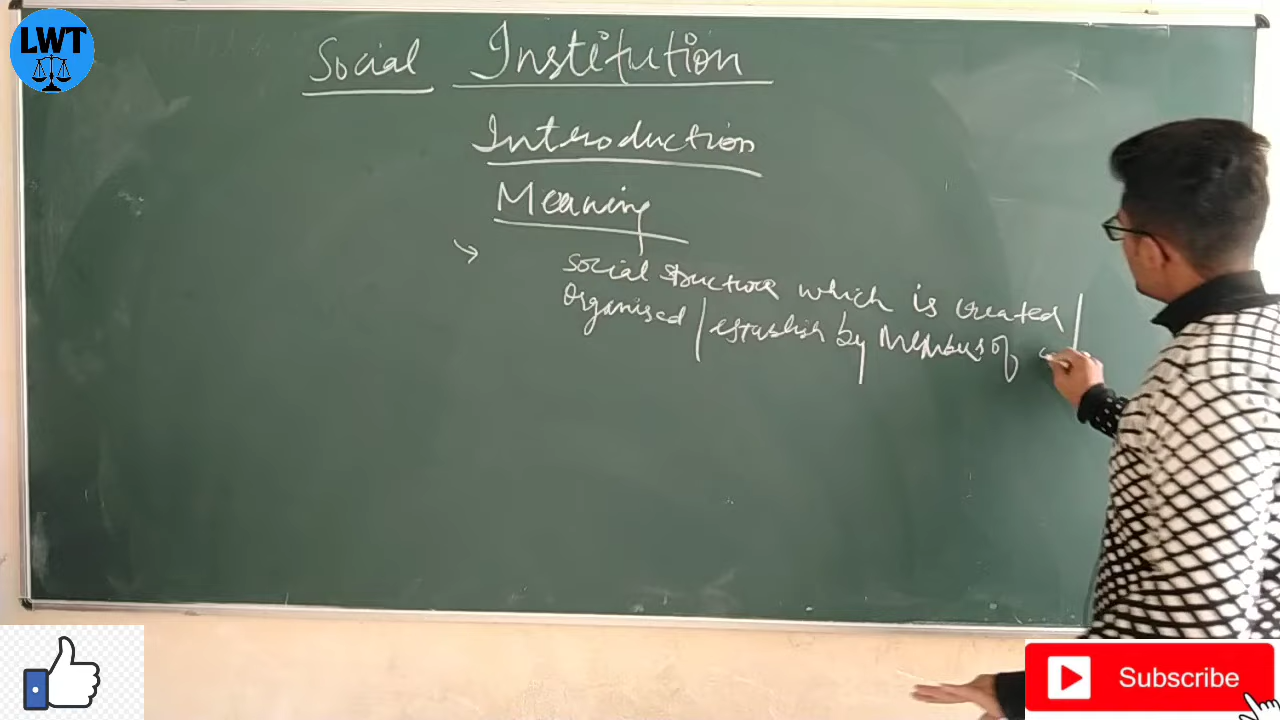 LWT
Social Institution
Introduction
Meaning
→ social structure which is created /
organised / establish by Members of
Subscribe